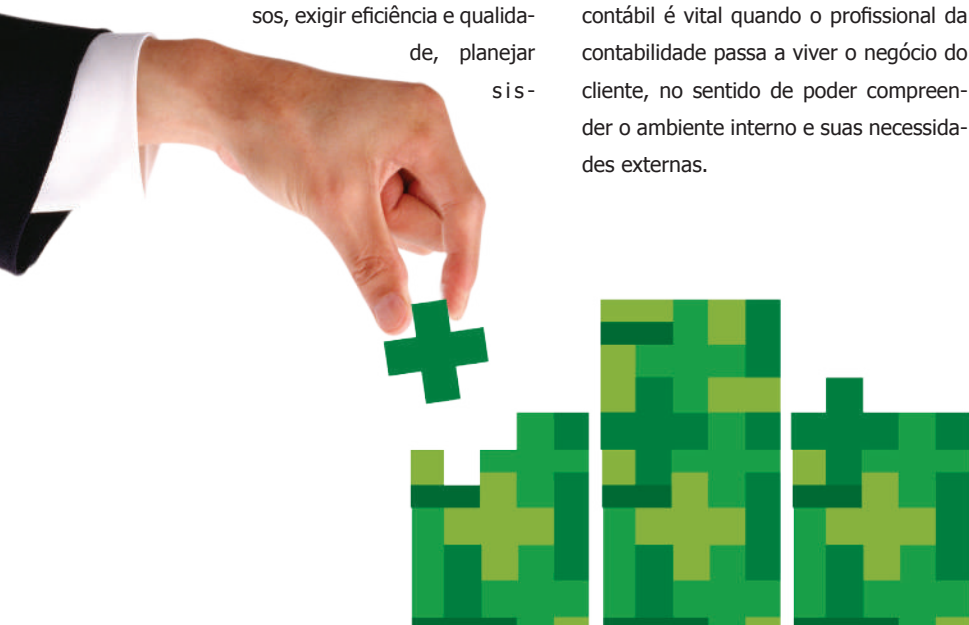 sos, exigir eficiência e qualida-
de, planejar
sis-
contábil é vital quando o profissional da
contabilidade passa a viver o negócio do
cliente, no sentido de poder compreen-
der o ambiente interno e suas necessida-
des externas.